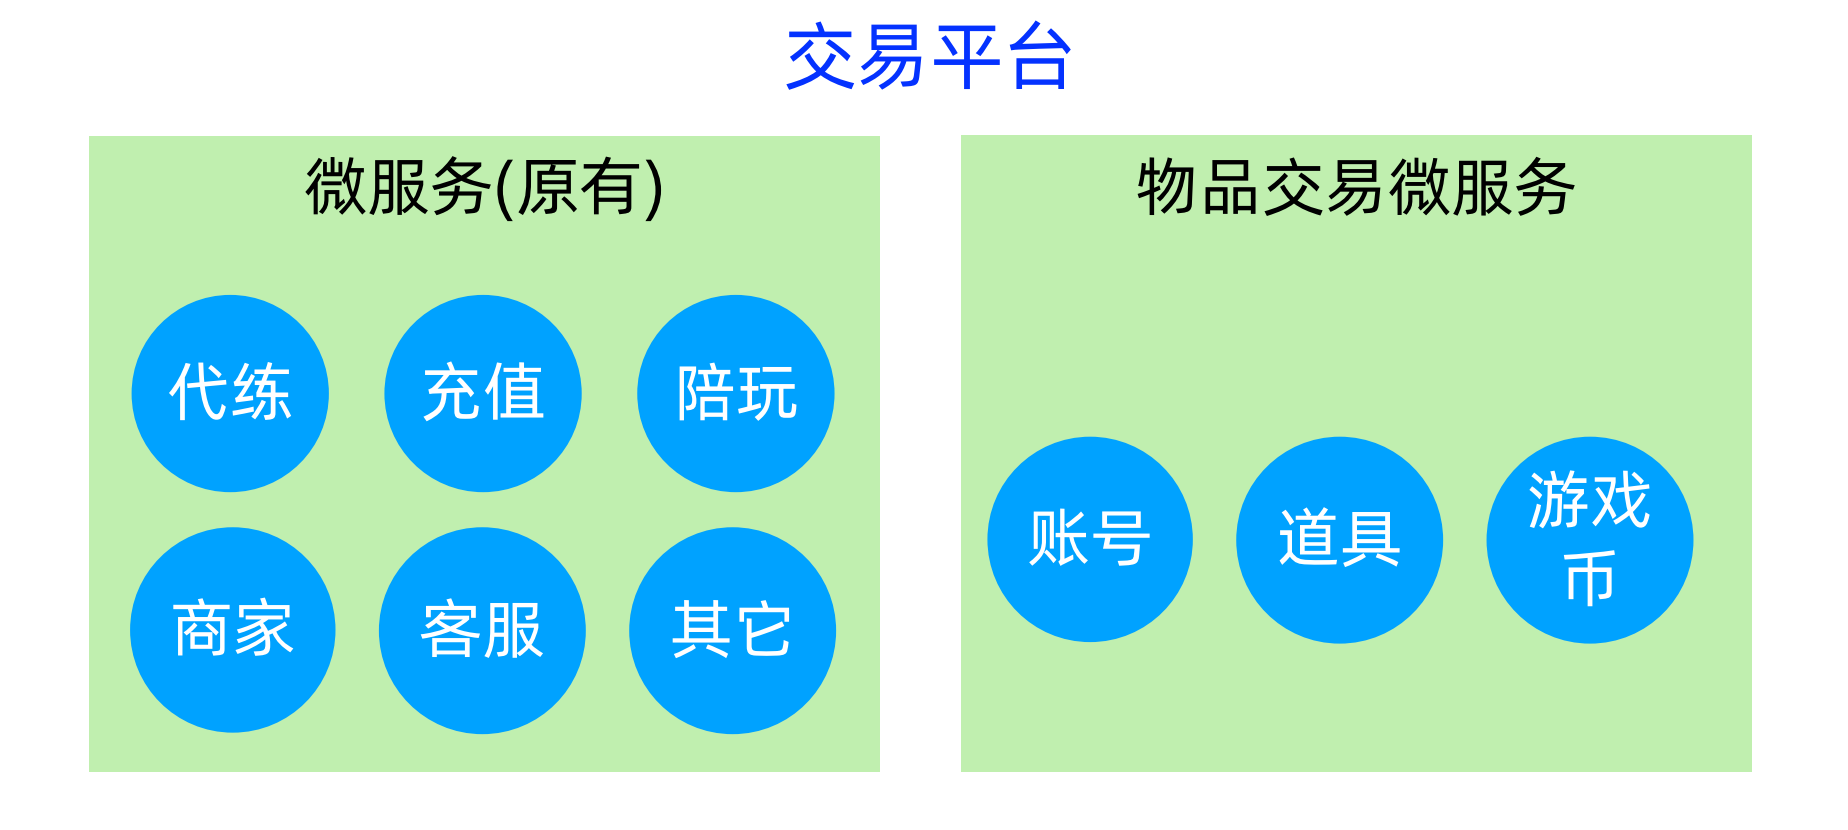 交易平台
微服务(原有)
代练
充值
陪玩
商家
客服
其它
物品交易微服务
账号
道具
游戏
币